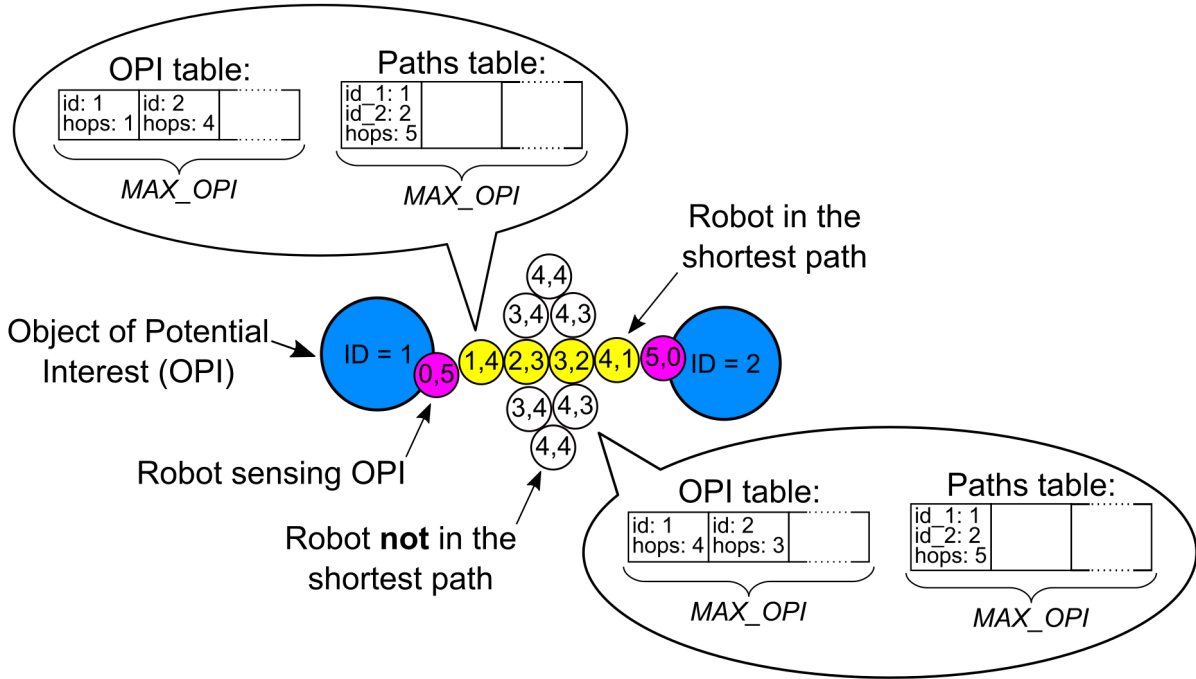 OPI table:
id: 1
hops: 1
id: 2
hops: 4
MAX_OPI
Paths table:
id_1: 1
id_2: 2
hops: 5
MAX_OPI
Robot in the
shortest path
Object of Potential
Interest (OPI)
ID = 1
0,5
1,4
2,3
3,2
4,1
5,0
ID = 2
4,4
3,4
4,3
3,4
4,3
4,4
Robot sensing OPI
Robot not in the
shortest path
OPI table:
id: 1
hops: 4
id: 2
hops: 3
MAX_OPI
Paths table:
id_1: 1
id_2: 2
hops: 5
MAX_OPI